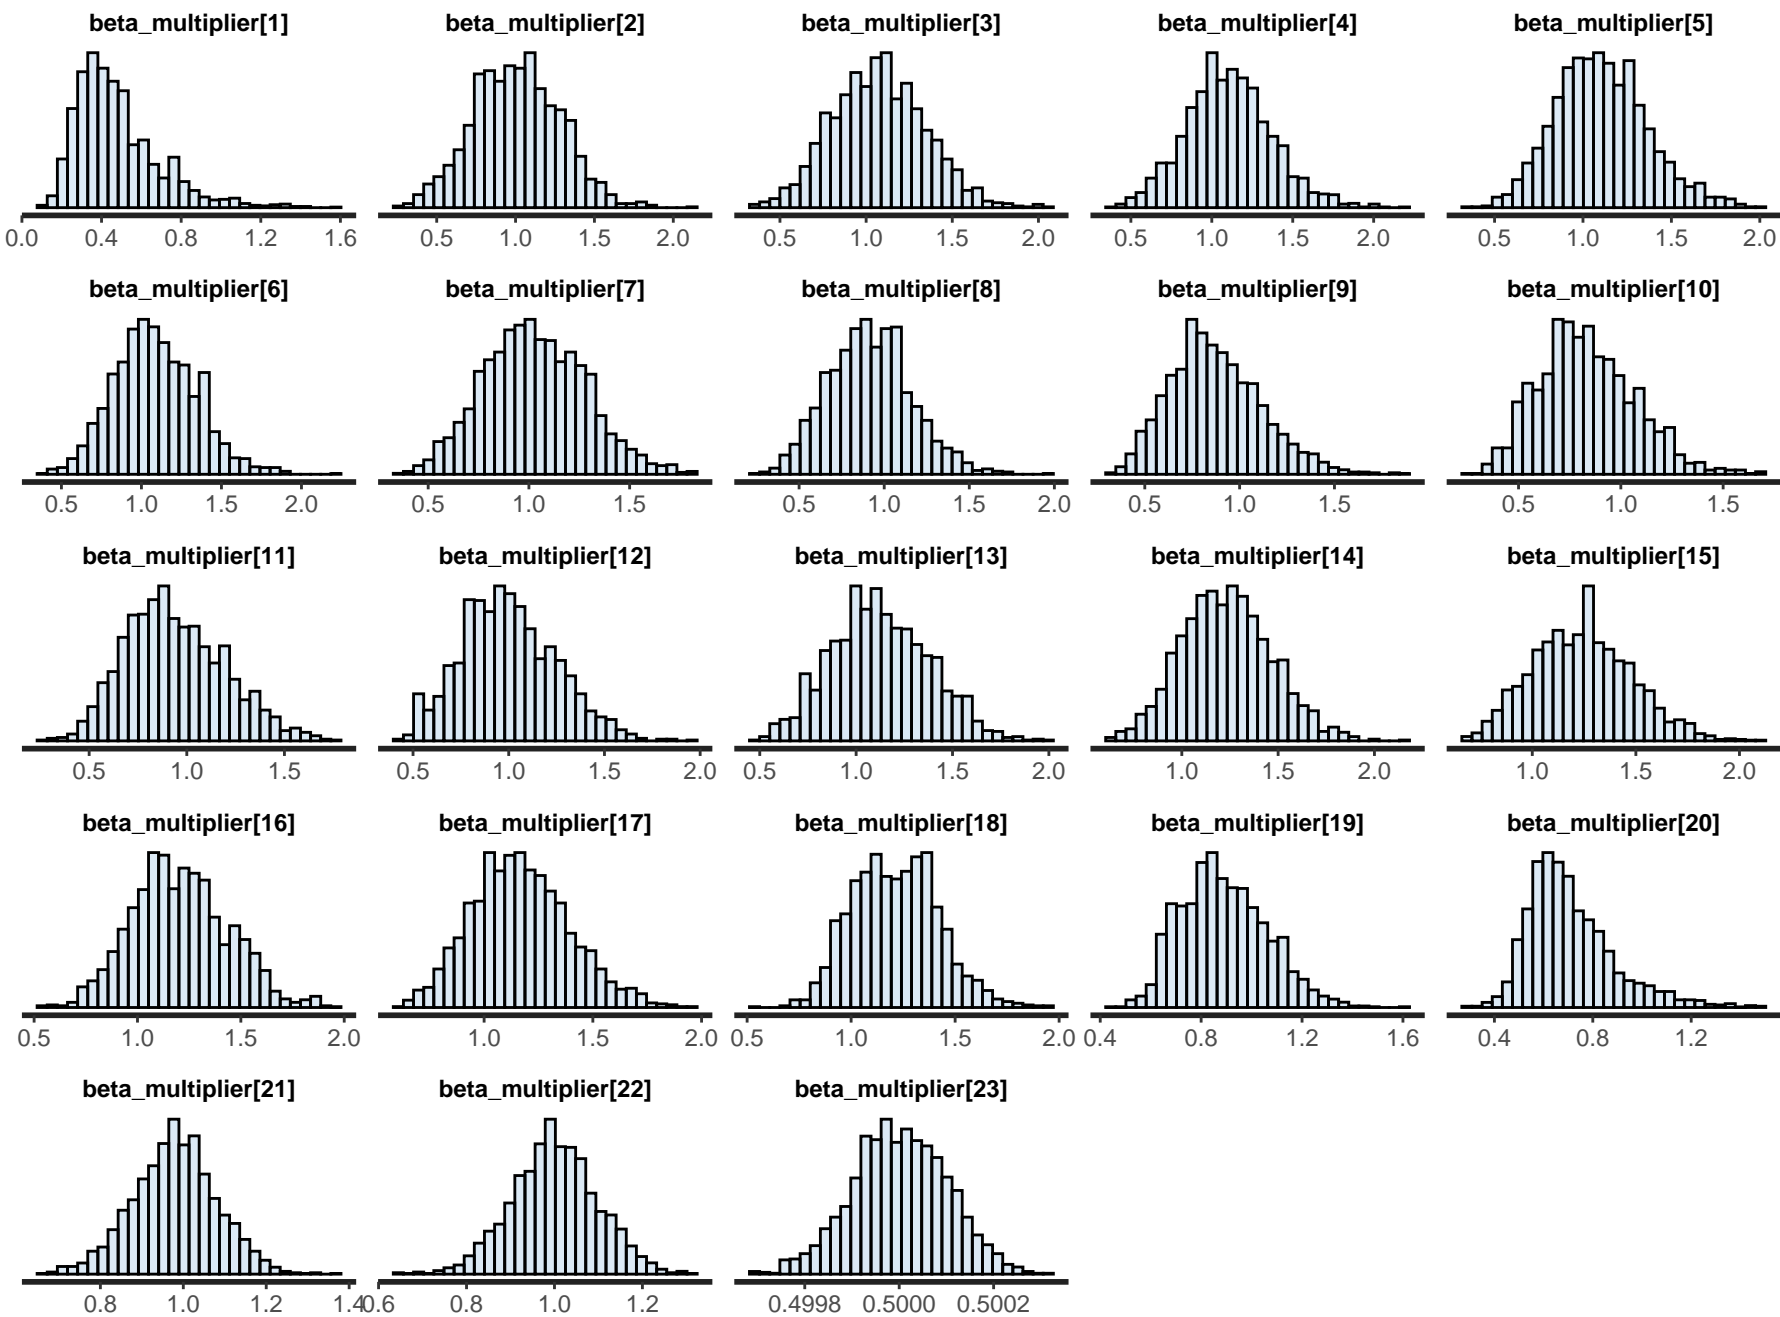 beta_multiplier[1] beta_multiplier[2] beta_multiplier[3] beta_multiplier[4] beta_multiplier[5]
0.0 0.4 0.8 1.2 1.6 0.5 1.0 1.5 2.0 0.5 1.0 1.5 2.0 0.5 1.0 1.5 2.0 0.5 1.0 1.5 2.0
beta_multiplier[6] beta_multiplier[7] beta_multiplier[8] beta_multiplier[9] beta_multiplier[10]
0.5 1.0 1.5 2.0 0.5 1.0 1.5 0.5 1.0 1.5 2.0 0.5 1.0 1.5 0.5 1.0 1.5
beta_multiplier[11] beta_multiplier[12] beta_multiplier[13] beta_multiplier[14] beta_multiplier[15]
0.5 1.0 1.5 0.5 1.0 1.5 2.0 0.5 1.0 1.5 2.0 1.0 1.5 2.0 1.0 1.5 2.0
beta_multiplier[16] beta_multiplier[17] beta_multiplier[18] beta_multiplier[19] beta_multiplier[20]
0.5 1.0 1.5 2.0 1.0 1.5 2.0 0.5 1.0 1.5 2.0 0.4 0.8 1.2 1.6 0.4 0.8 1.2
beta_multiplier[21] beta_multiplier[22] beta_multiplier[23]
0.8 1.0 1.2 1.4 0.6 0.8 1.0 1.2 0.4998 0.5000 0.5002